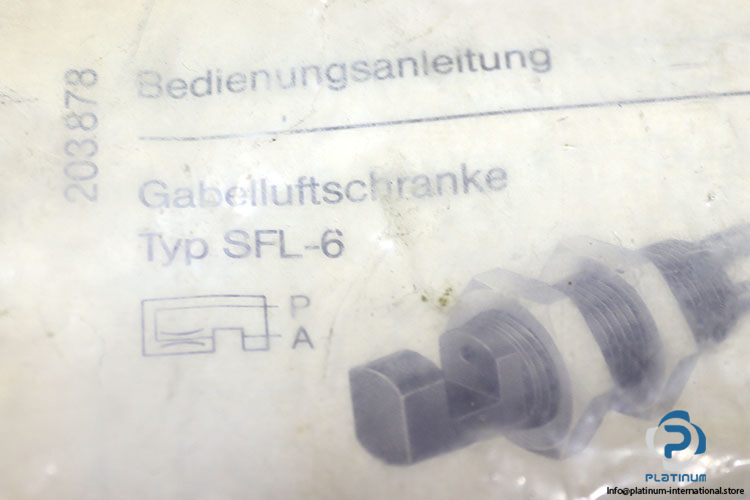 203878
Bedienungsanleitung
Gabelluftschranke
Typ SFL-6
P
A
PLATINUM
Info@platinum-international.store